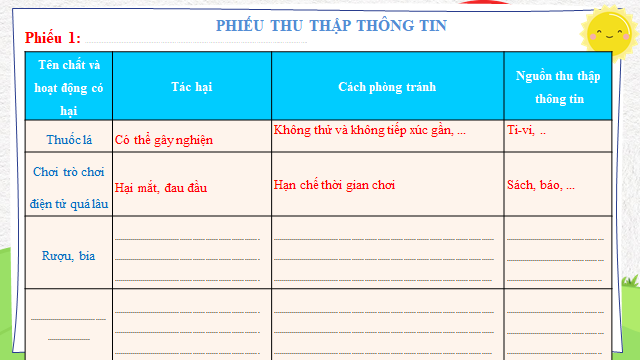 PHIẾU THU THẬP THÔNG TIN
Phiếu 1:
Tên chất và
hoạt động có
hại
Tác hại
Cách phòng tránh
Nguồn thu thập
thông tin
Thuốc lá
Có thể gây nghiện
Không thử và không tiếp xúc gần, ...
Ti-vi, ..
Chơi trò chơi
điện tử quá lâu
Hại mắt, đau đầu
Hạn chế thời gian chơi
Sách, báo, ...
Rượu, bia